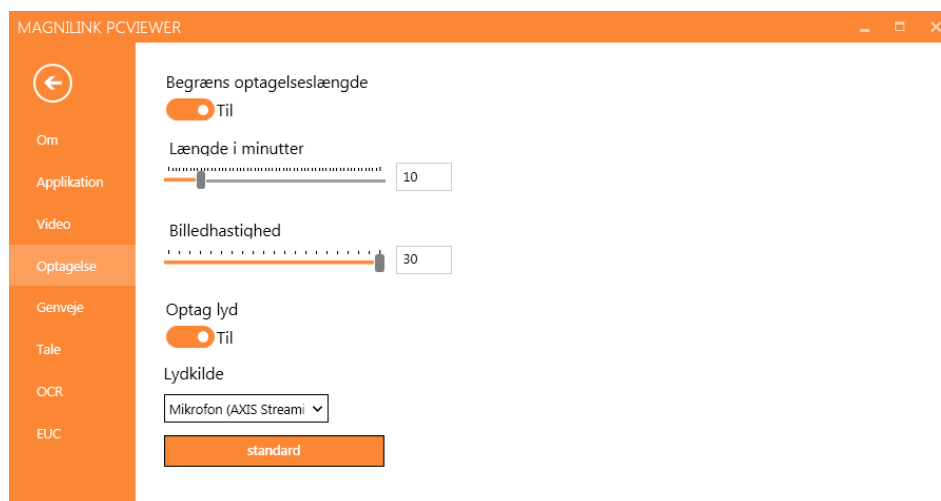 MAGNILINK PCVIEWER
Om
Applikation
Video
Optagelse
Genveje
Tale
OCR
EUC
Begræns optagelseslængde
Til
Længde i minutter
10
Billedhastighed
30
Optag lyd
Til
Lydkilde
Mikrofon (AXIS Streami
standard